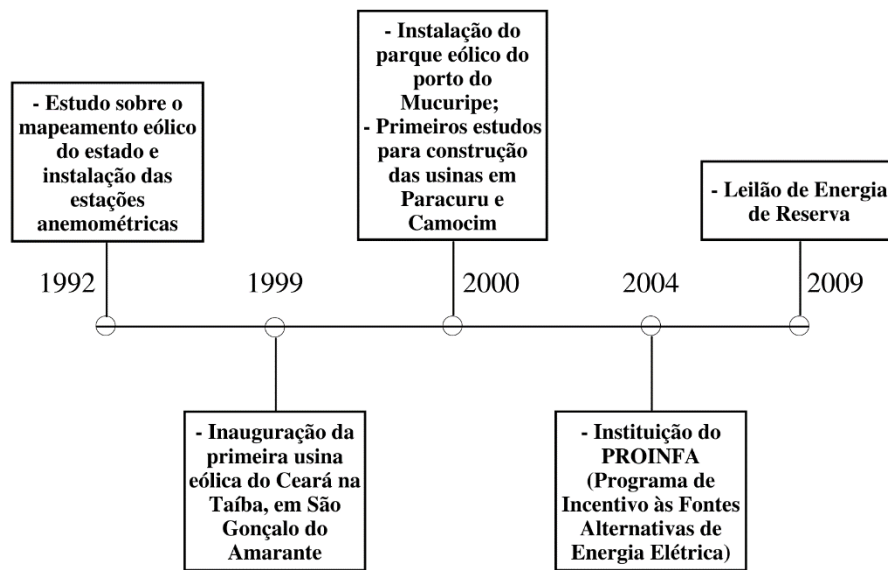 - Estudo sobre o
mapeamento eólico
do estado e
instalação das
estações
anemométricas
- Instalação do
parque eólico do
porto do
Mucuripe;
- Primeiros estudos
para construção
das usinas em
Paracuru e
Camocim
- Leilão de Energia
de Reserva
1992
1999
2000
2004
2009
- Inauguração da
primeira usina
eólica do Ceará na
Taíba, em São
Gonçalo do
Amarante
- Instituição do
PROINFA
(Programa de
Incentivo às Fontes
Alternativas de
Energia Elétrica)